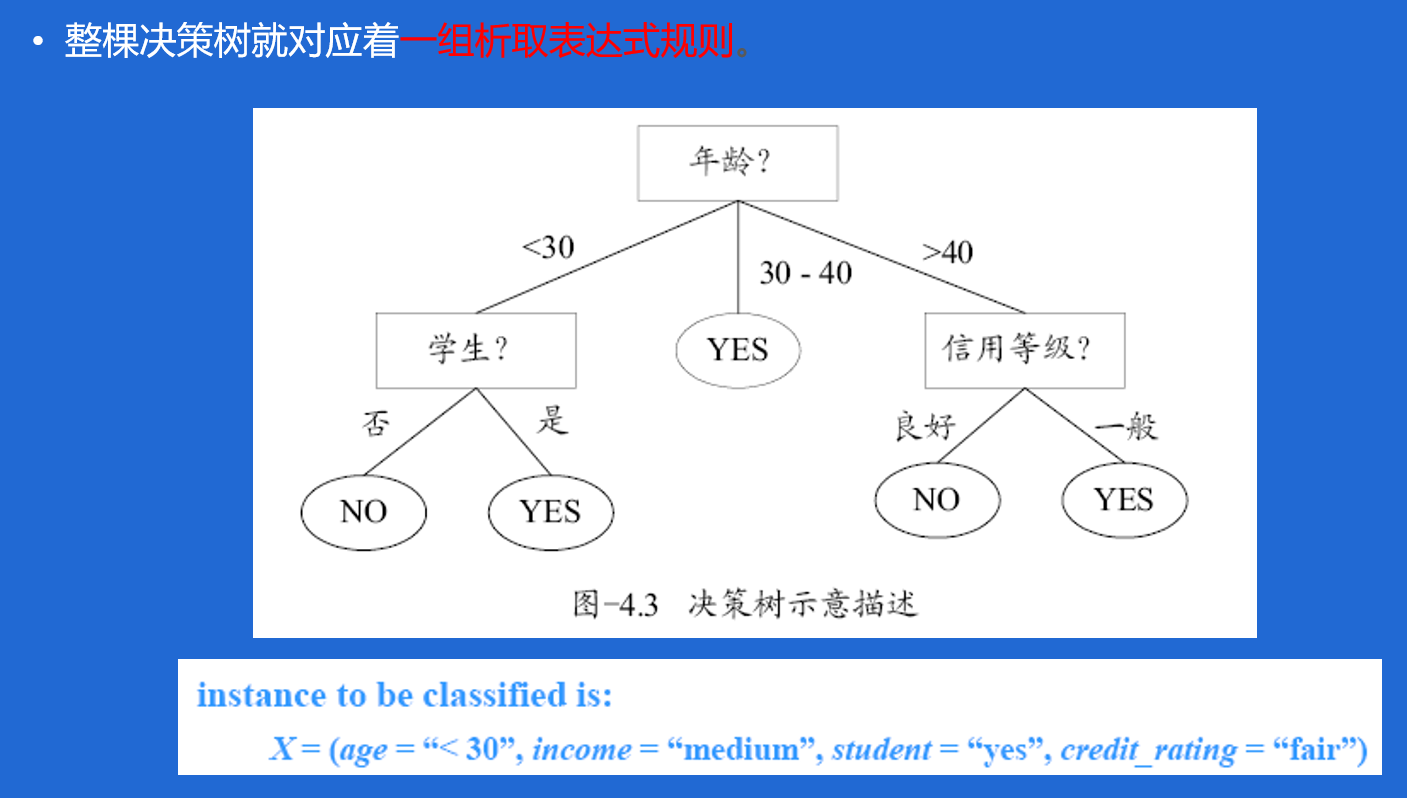 • 整棵决策树就对应着一组析取表达式规则。
年龄?
<30
30 - 40
>40
学生?
YES
信用等级?
否
是
良好
一般
NO
YES
NO
YES
图-4.3 决策树示意描述
instance to be classified is:
X = (age = “< 30”, income = “medium”, student = “yes”, credit_rating = “fair”)